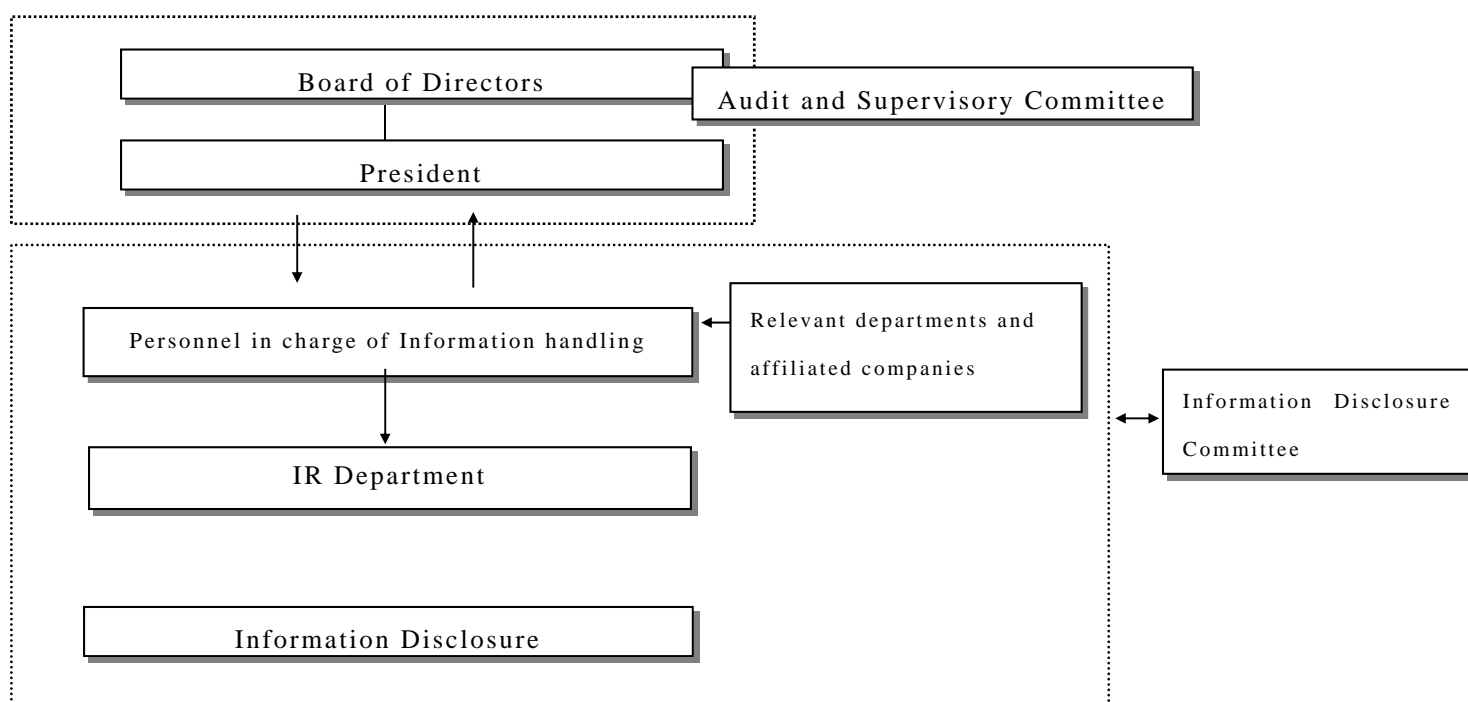 Board of Directors
Audit and Supervisory Committee
President
Personnel in charge of Information handling
Relevant departments and
affiliated companies
Information Disclosure
Committee
IR Department
Information Disclosure